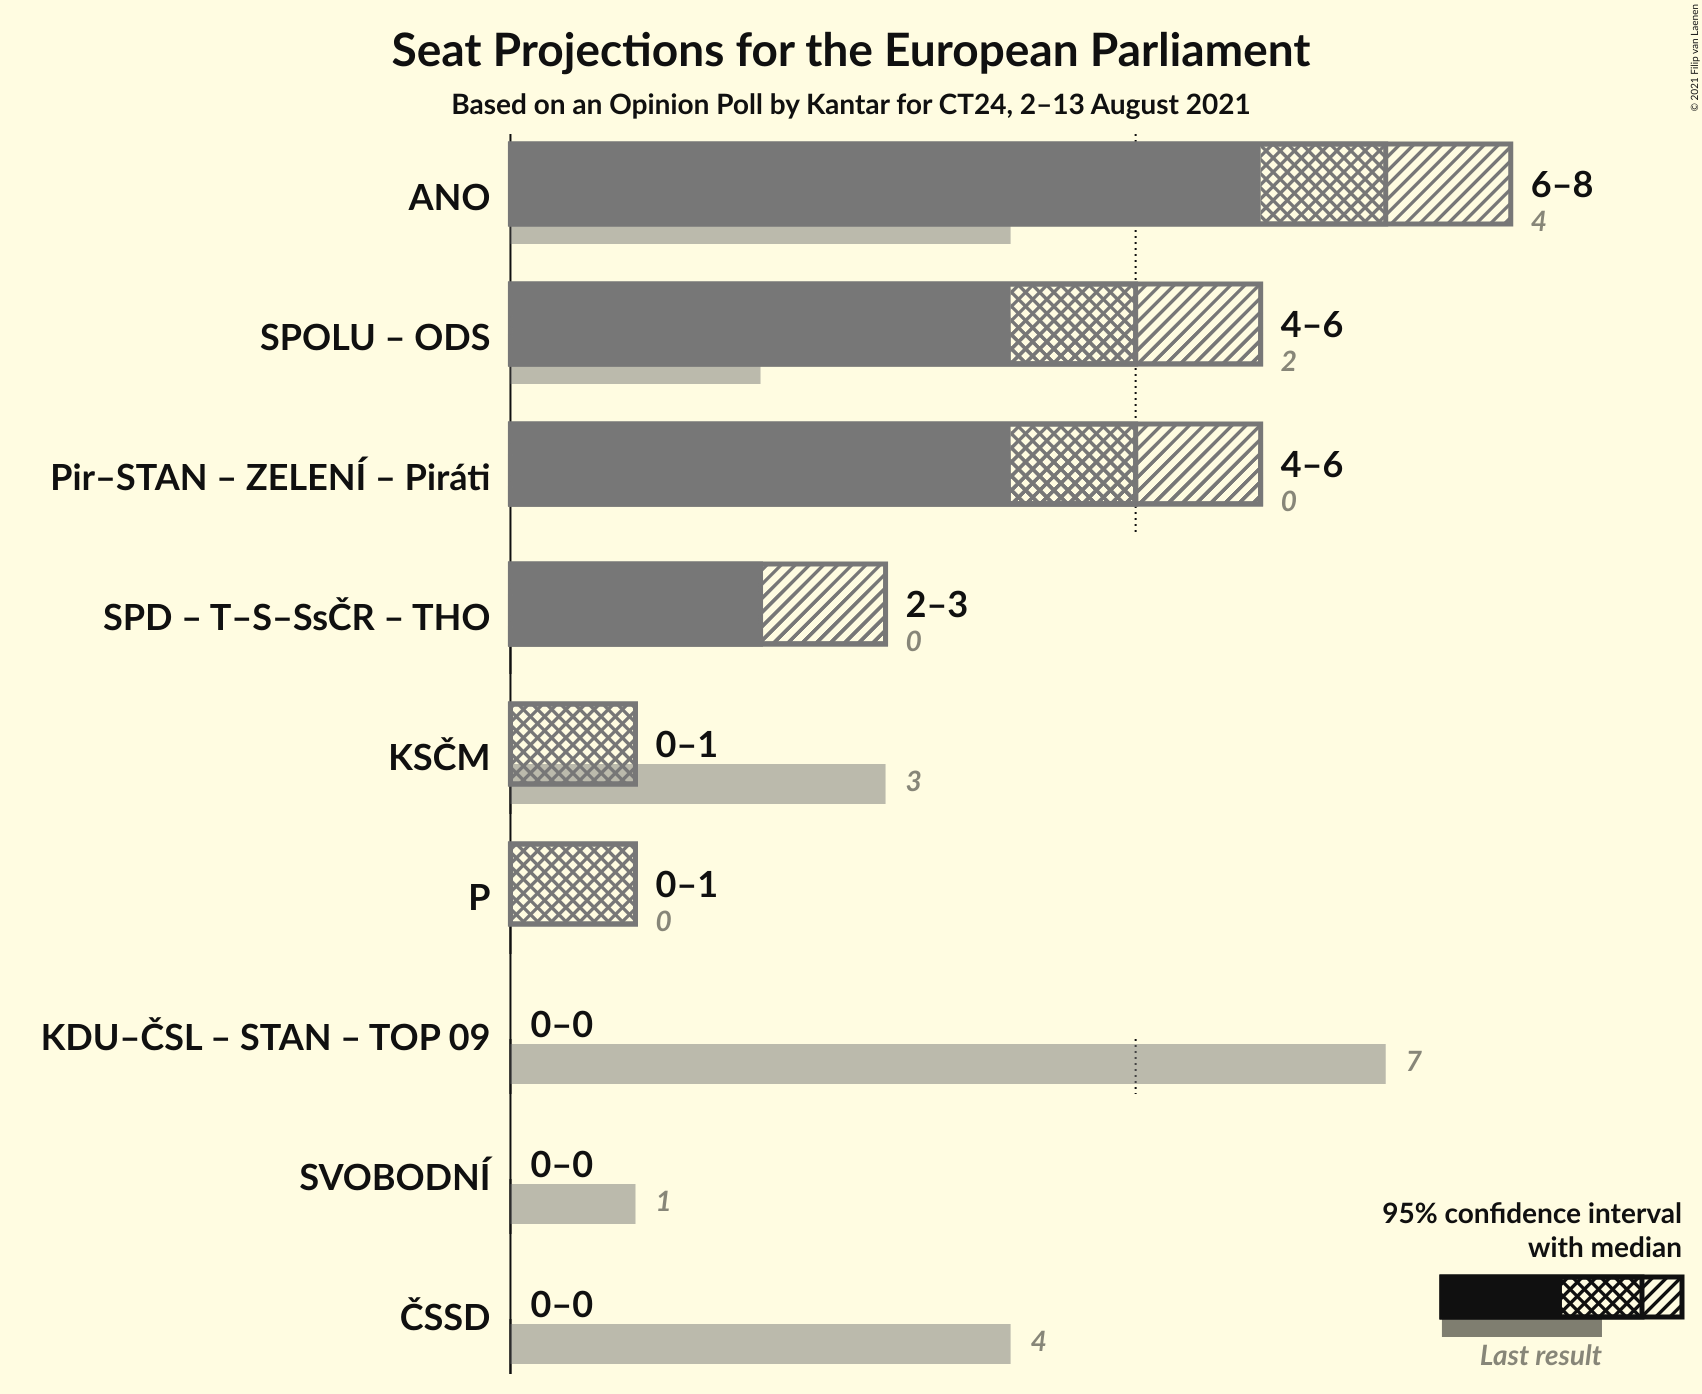 Seat Projections for the European Parliament
Based on an Opinion Poll by Kantar for CT24, 2–13 August 2021
© 2021 Filip van Laenen
ANO
6–8
4
SPOLU – ODS
4–6
2
Pir–STAN – ZELENÍ – Piráti
4–6
0
SPD – T–S–SsČR – THO
2–3
0
KSČM
0–1
3
P
0–1
0
KDU–ČSL – STAN – TOP 09
0–0
7
SVOBODNÍ
0–0
1
ČSSD
0–0
4
95% confidence interval
with median
Last result